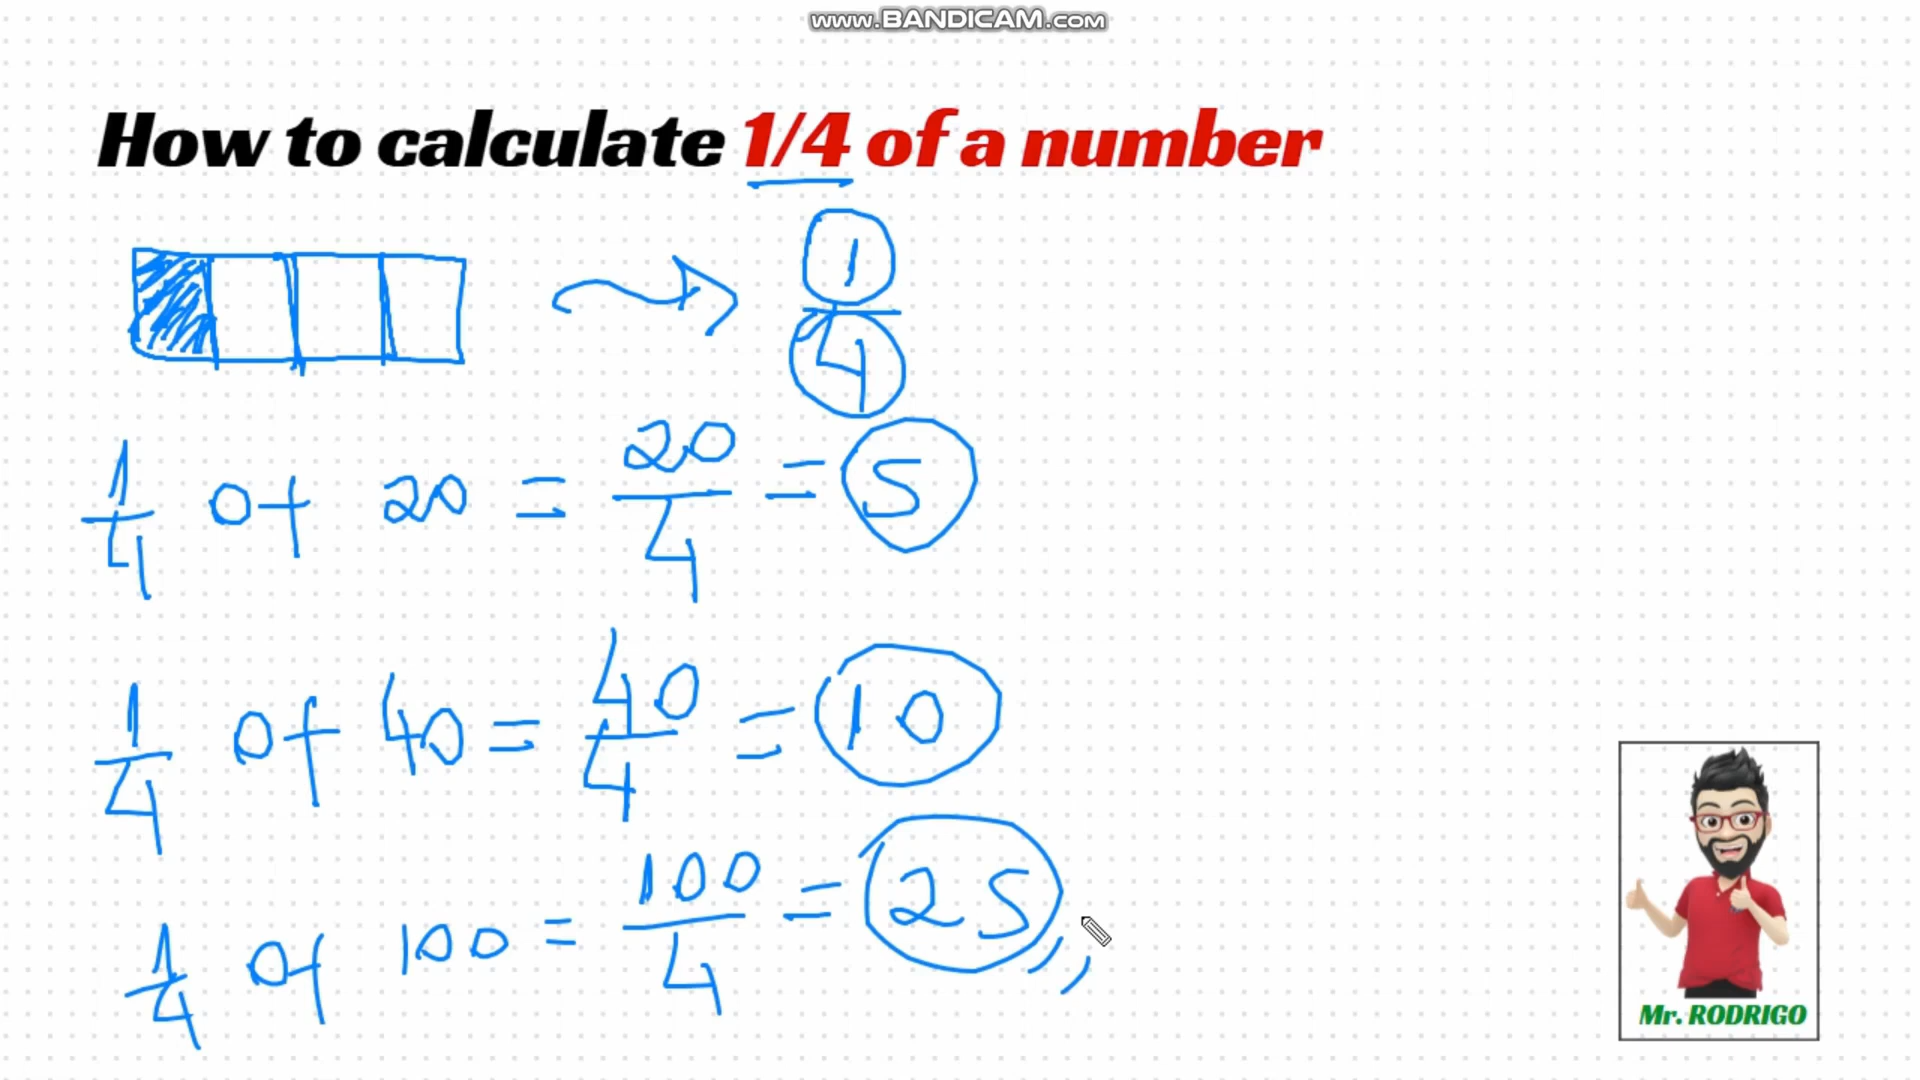 www.BANDICAM.com
How to calculate 1/4 of a number
1/4
1/4 of 20 = 20/4 = 5
1/4 of 40 = 40/4 = 10
1/4 of 100 = 100/4 = 25
Mr. RODRIGO